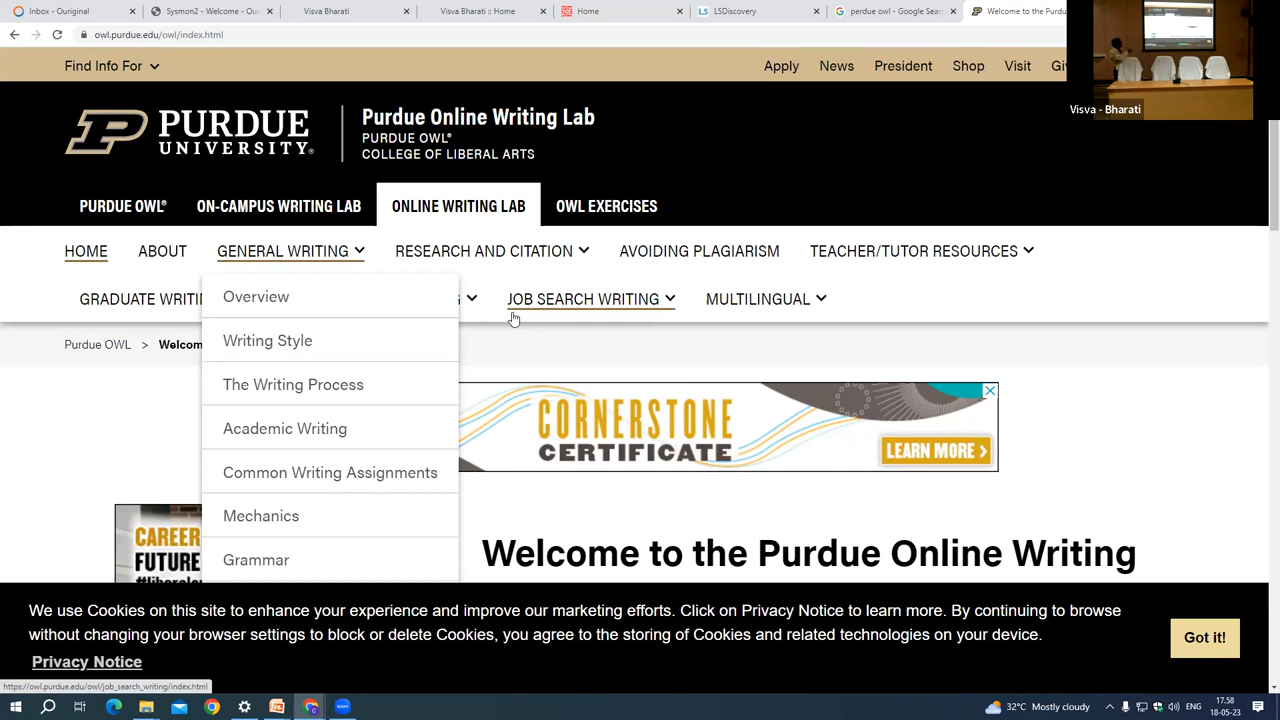 Inbox - Ouriginal
Sysmon2 - Welcome - Ou
Visva Bharati
Visva Bharati :: Home
Home
LSDiscovery
perdue owl - Google Sear
Welcome to the Purdu
owl.purdue.edu/owl/index.html
Find Info For
Apply
News
President
Shop
Visit
Gi
Visva - Bharati
PURDUE
UNIVERSITY®
Purdue Online Writing Lab
PURDUE OWL®
COLLEGE OF LIBERAL ARTS
PURDUE OWL®
ON-CAMPUS WRITING LAB
ONLINE WRITING LAB
OWL EXERCISES
HOME
ABOUT
GENERAL WRITING
RESEARCH AND CITATION
AVOIDING PLAGIARISM
TEACHER/TUTOR RESOURCES
GRADUATE WRITI
JOB SEARCH WRITING
MULTILINGUAL
Overview
Writing Style
The Writing Process
Academic Writing
Common Writing Assignments
Mechanics
Grammar
Purdue OWL > Welcom
CORNERSTONE
CERTIFICATE
LEARN MORE >
CAREER
FUTUR
Welcome to the Purdue Online Writing
We use Cookies on this site to enhance your experience and improve our marketing efforts. Click on Privacy Notice to learn more. By continuing to browse
without changing your browser settings to block or delete Cookies, you agree to the storing of Cookies and related technologies on your device.
Privacy Notice
Got it!
https://owl.purdue.edu/owl/job_search_writing/index.html
32°C Mostly cloudy
ENG
17.58
18-05-23